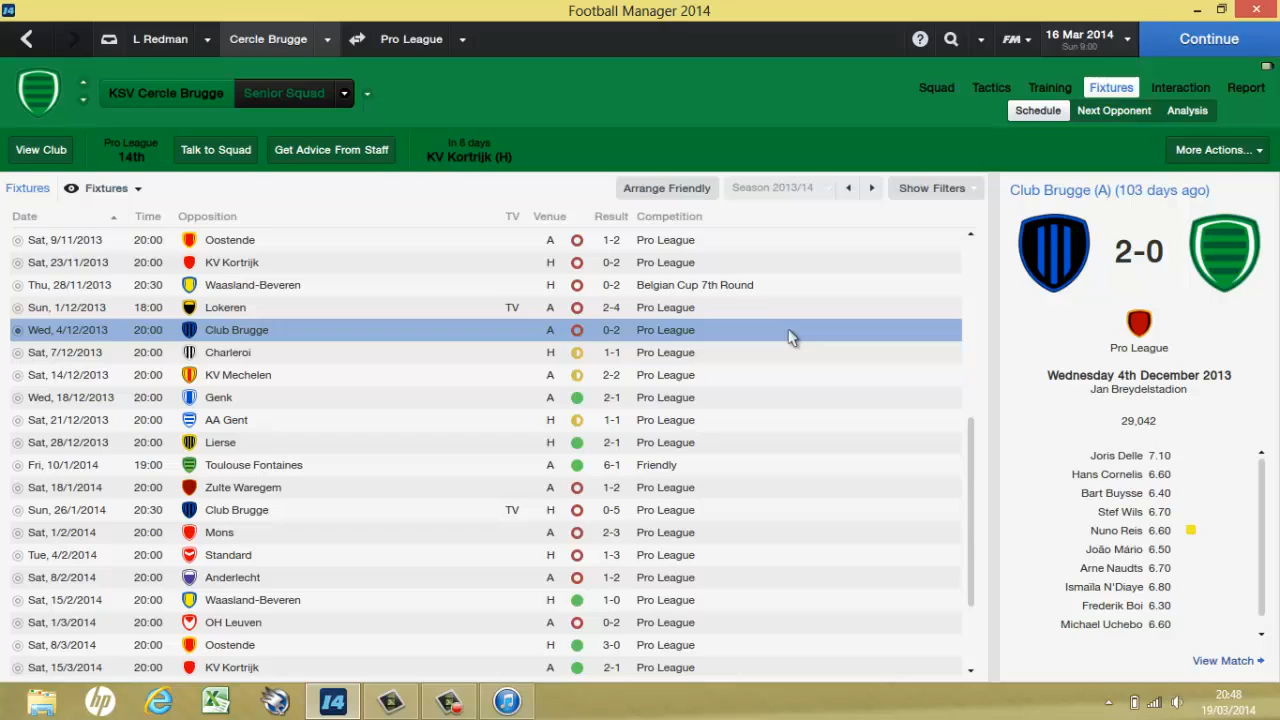 Football Manager 2014
L Redman Cercle Brugge Pro League FM 16 Mar 2014 Sun 9:00 Continue
KSV Cercle Brugge Senior Squad
Squad Tactics Training Fixtures Interaction Report
Schedule Next Opponent Analysis
View Club Pro League 14th Talk to Squad Get Advice From Staff In 6 days KV Kortrijk (H) More Actions...
Fixtures Fixtures Arrange Friendly Season 2013/14 Show Filters
Date Time Opposition TV Venue Result Competition
Sat, 9/11/2013 20:00 Oostende A 1-2 Pro League
Sat, 23/11/2013 20:00 KV Kortrijk H 0-2 Pro League
Thu, 28/11/2013 20:30 Waasland-Beveren H 0-2 Belgian Cup 7th Round
Sun, 1/12/2013 18:00 Lokeren TV A 2-4 Pro League
Wed, 4/12/2013 20:00 Club Brugge A 0-2 Pro League
Sat, 7/12/2013 20:00 Charleroi H 1-1 Pro League
Sat, 14/12/2013 20:00 KV Mechelen A 2-2 Pro League
Wed, 18/12/2013 20:00 Genk A 2-1 Pro League
Sat, 21/12/2013 20:00 AA Gent H 1-1 Pro League
Sat, 28/12/2013 20:00 Lierse H 2-1 Pro League
Fri, 10/1/2014 19:00 Toulouse Fontaines A 6-1 Friendly
Sat, 18/1/2014 20:00 Zulte Waregem A 1-2 Pro League
Sun, 26/1/2014 20:30 Club Brugge TV H 0-5 Pro League
Sat, 1/2/2014 20:00 Mons A 2-3 Pro League
Tue, 4/2/2014 20:00 Standard H 1-3 Pro League
Sat, 8/2/2014 20:00 Anderlecht A 1-2 Pro League
Sat, 15/2/2014 20:00 Waasland-Beveren H 1-0 Pro League
Sat, 1/3/2014 20:00 OH Leuven A 0-2 Pro League
Sat, 8/3/2014 20:00 Oostende H 3-0 Pro League
Sat, 15/3/2014 20:00 KV Kortrijk A 2-1 Pro League
Club Brugge (A) (103 days ago)
2-0
Pro League
Wednesday 4th December 2013
Jan Breydelstadion
29,042
Joris Delle 7.10
Hans Cornelis 6.60
Bart Buysse 6.40
Stef Wils 6.70
Nuno Reis 6.60
João Mário 6.50
Arne Naudts 6.70
Ismaïla N'Diaye 6.80
Frederik Boi 6.30
Michael Uchebo 6.60
View Match
14
20:48
19/03/2014